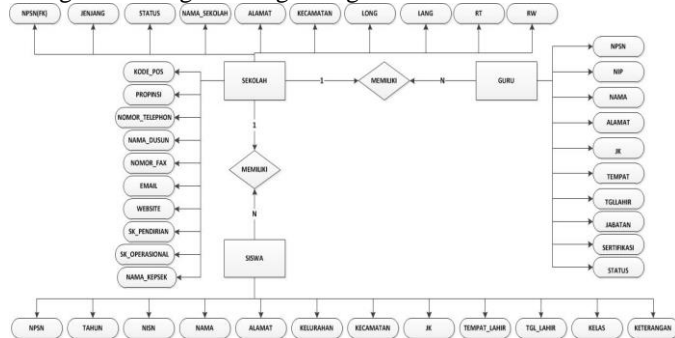 NPSN(FK) JENJANG STATUS NAMA_SEKOLAH ALAMAT KECAMATAN LONG LANG RT RW
KODE_POS
PROPINSI
NOMOR_TELEPHON
NAMA_DUSUN
NOMOR_FAX
EMAIL
WEBSITE
SK_PENDIRIAN
SK_OPERASIONAL
NAMA_KEPSEK
SEKOLAH 1 MEMILIKI N GURU
1
MEMILIKI
N
SISWA
NPSN
NIP
NAMA
ALAMAT
JK
TEMPAT
TGLLAHIR
JABATAN
SERTIFIKASI
STATUS
NPSN TAHUN NISN NAMA ALAMAT KELURAHAN KECAMATAN JK TEMPAT_LAHIR TGL_LAHIR KELAS KETERANGAN